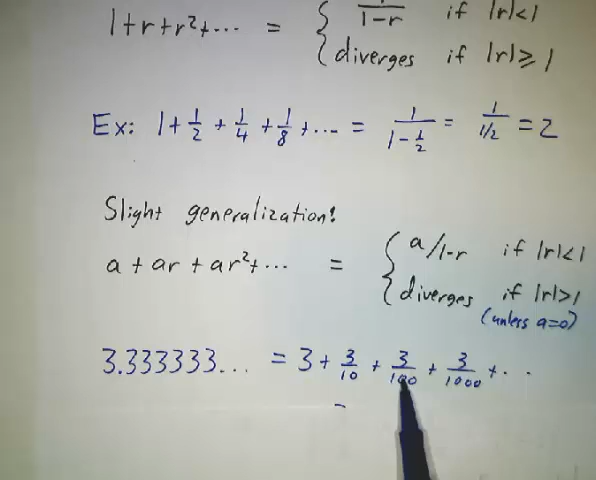 1+r+r²+... = { 1/1-r if |r|<1
diverges if |r|≥1
Ex: 1+1/2+1/4+1/8+... = 1/1-1/2 = 1/1/2 = 2
Slight generalization:
a+ar+ar²+... = { a/1-r if |r|<1
diverges if |r|>1
(unless a=0)
3.333333... = 3+3/10+3/100+3/1000+...